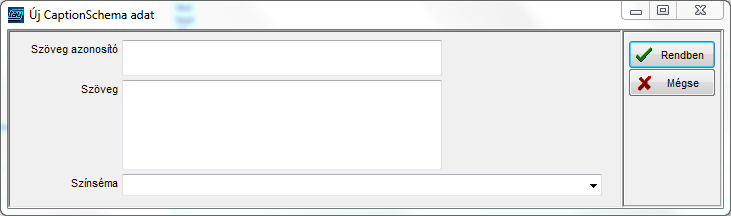 Új CaptionSchema adat
Szöveg azonosító
Szöveg
Színséma
Rendben
Mégse